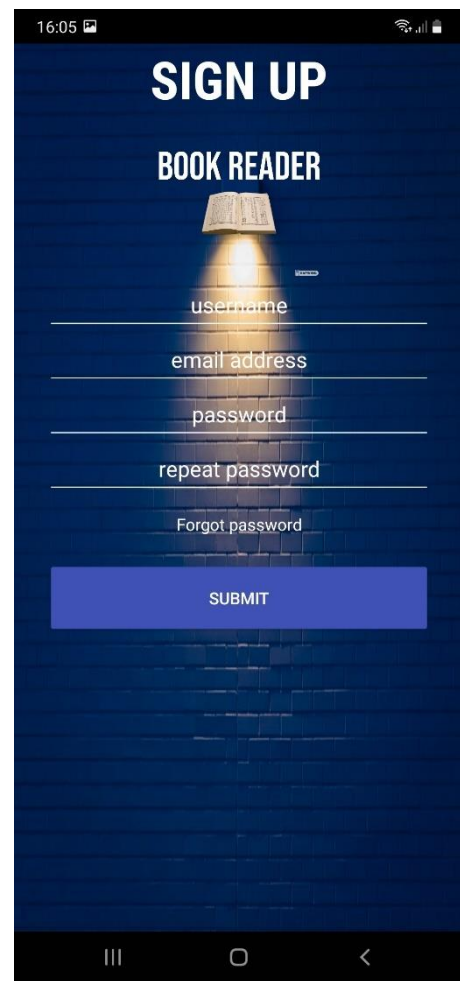 16:05
SIGN UP
BOOK READER
username
email address
password
repeat password
Forgot password
SUBMIT